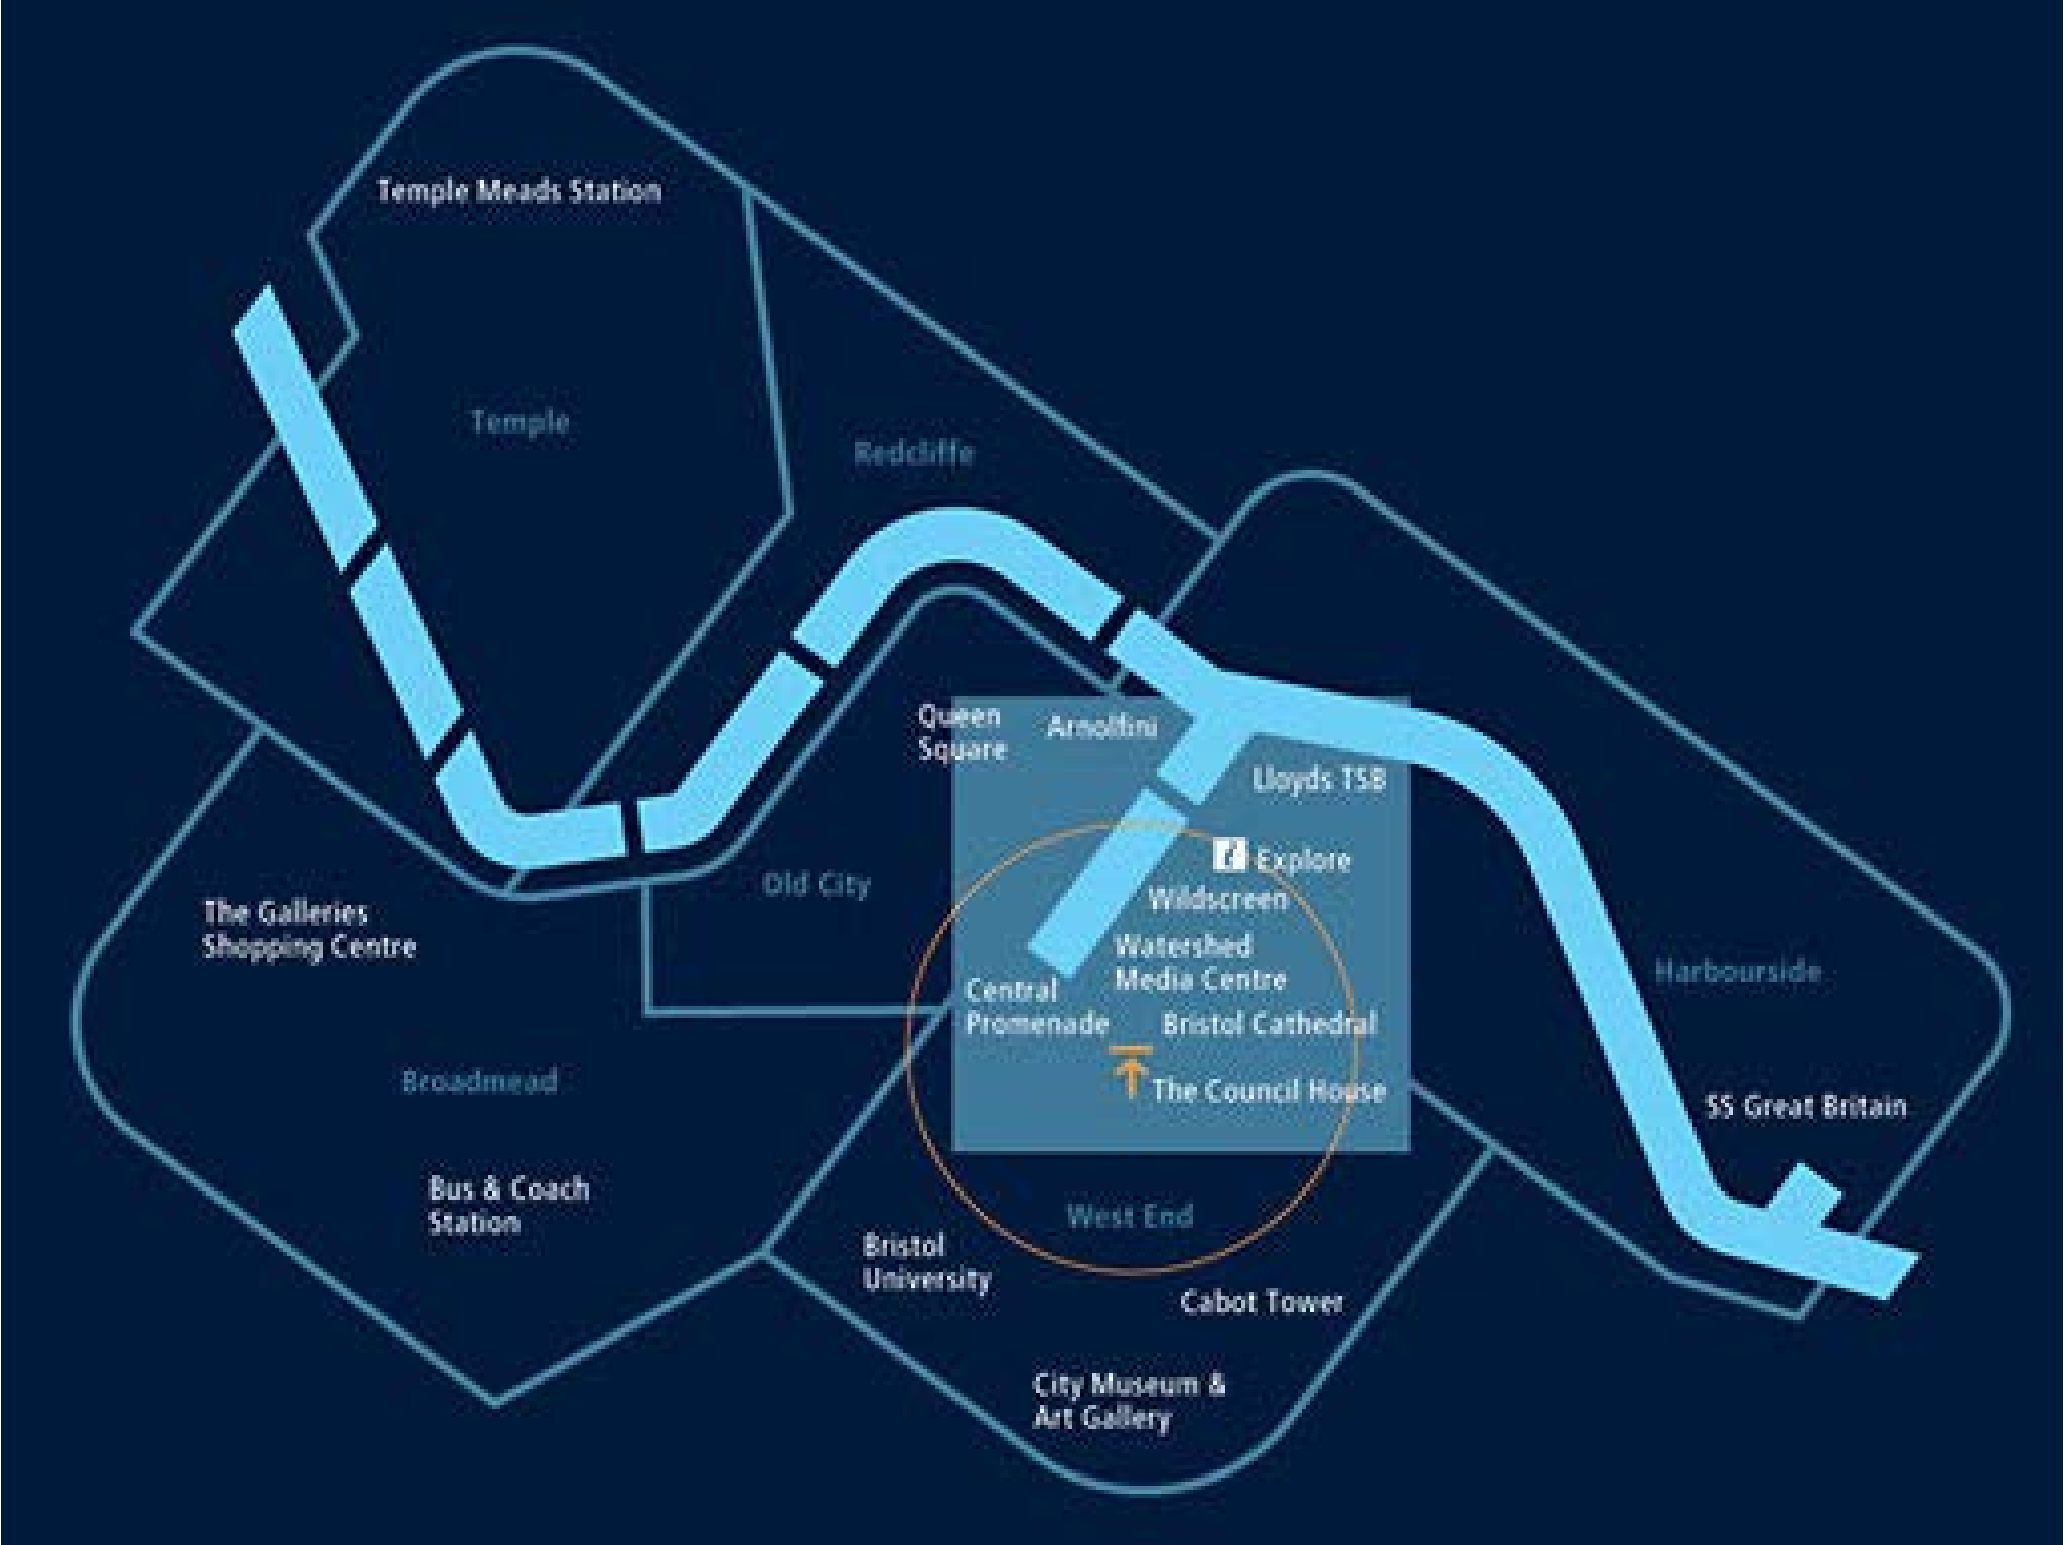 Temple Meads Station
Temple
Redcliffe
Queen
Square
Arnolfini
Lloyds TSB
i Explore
Wildscreen
Old City
The Galleries
Shopping Centre
Watershed
Media Centre
Central
Promenade
Bristol Cathedral
Harbourside
Broadmead
The Council House
SS Great Britain
Bus & Coach
Station
West End
Bristol
University
Cabot Tower
City Museum &
Art Gallery